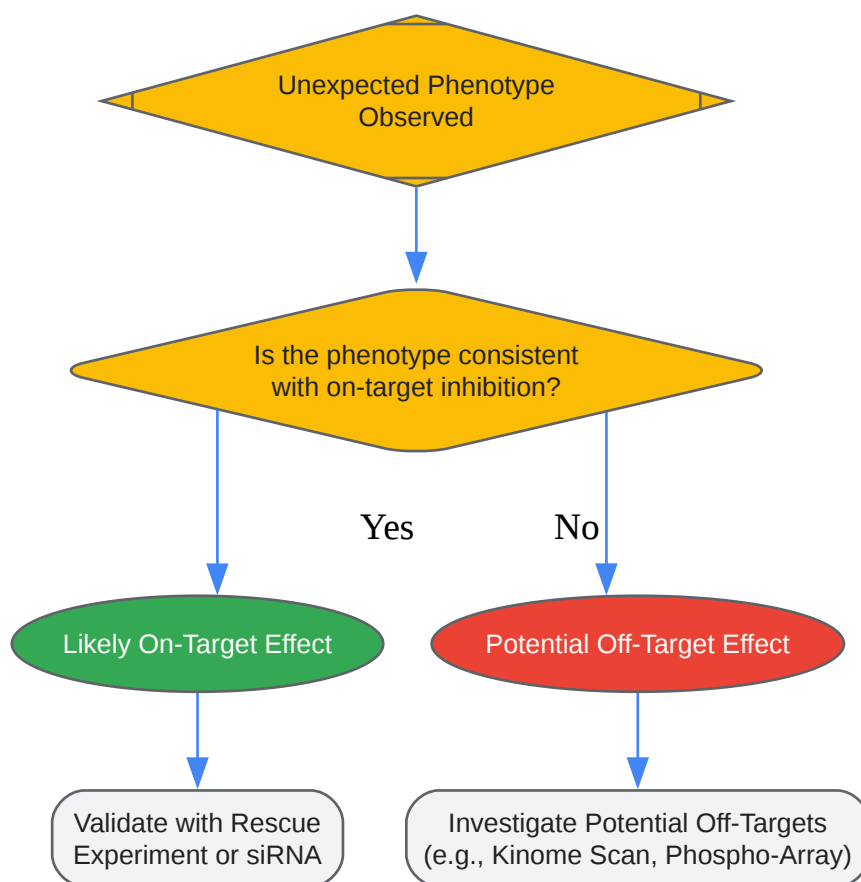 Unexpected Phenotype
Observed
Is the phenotype consistent
with on-target inhibition?
Yes
No
Likely On-Target Effect
Potential Off-Target Effect
Validate with Rescue
Experiment or siRNA
Investigate Potential Off-Targets
(e.g., Kinome Scan, Phospho-Array)